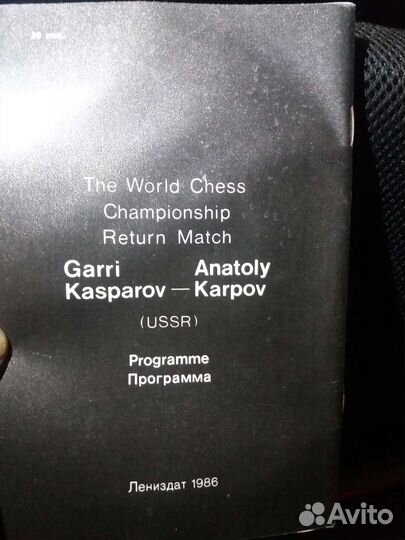 The World Chess
Championship
Return Match
Garri Anatoly
Kasparov — Karpov
(USSR)
Programme
Программа
Лениздат 1986
Avito